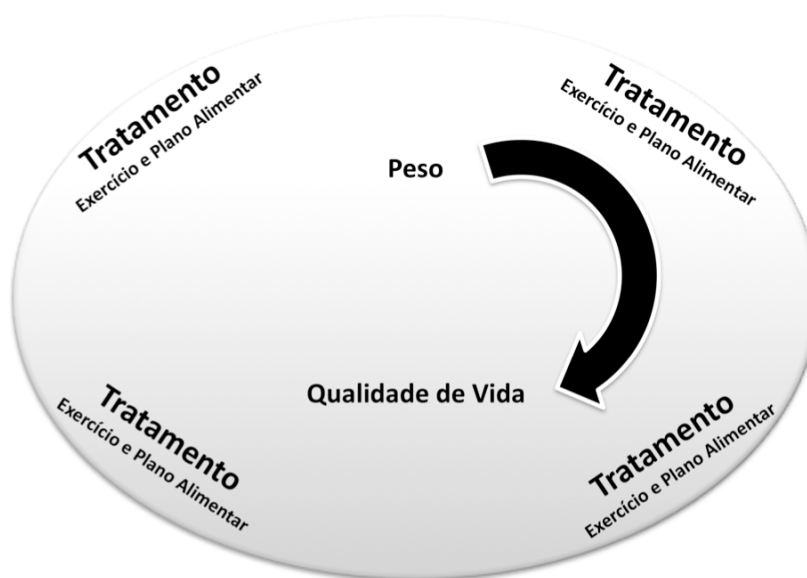 Tratamento
Exercício e Plano Alimentar
Tratamento
Exercício e Plano Alimentar
Peso
Qualidade de Vida
Tratamento
Exercício e Plano Alimentar
Tratamento
Exercício e Plano Alimentar